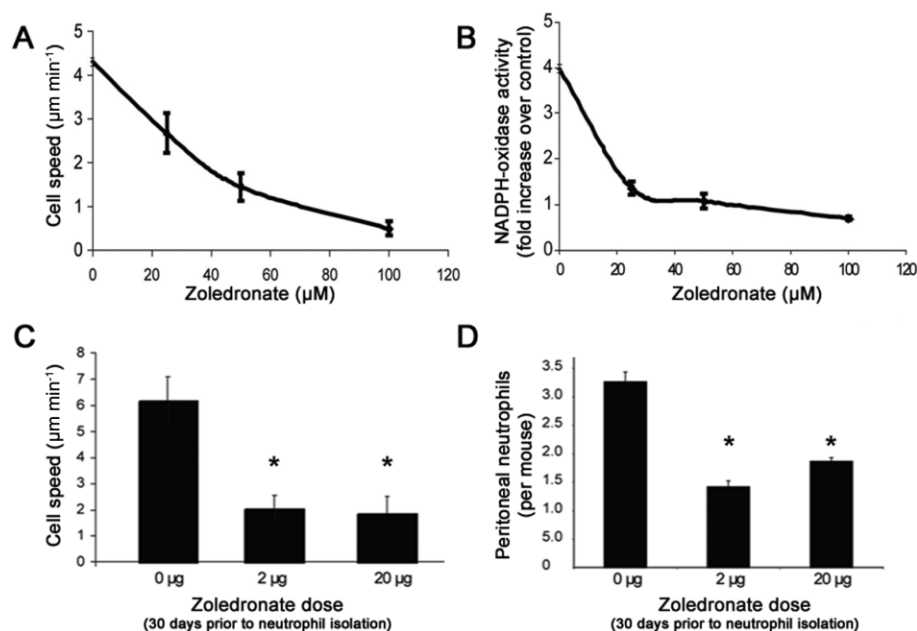 A
Cell speed (µm min⁻¹)
5
4
3
2
1
0
0 20 40 60 80 100 120
Zoledronate (µM)
B
NADPH-oxidase activity
(fold increase over control)
5
4
3
2
1
0
0 20 40 60 80 100 120
Zoledronate (µM)
C
Cell speed (µm min⁻¹)
8
7
6
5
4
3
2
1
0
* *
0 µg 2 µg 20 µg
Zoledronate dose
(30 days prior to neutrophil isolation)
D
Peritoneal neutrophils
(per mouse)
3.5
3.0
2.5
2.0
1.5
1.0
5.0
0
* *
0 µg 2 µg 20 µg
Zoledronate dose
(30 days prior to neutrophil isolation)